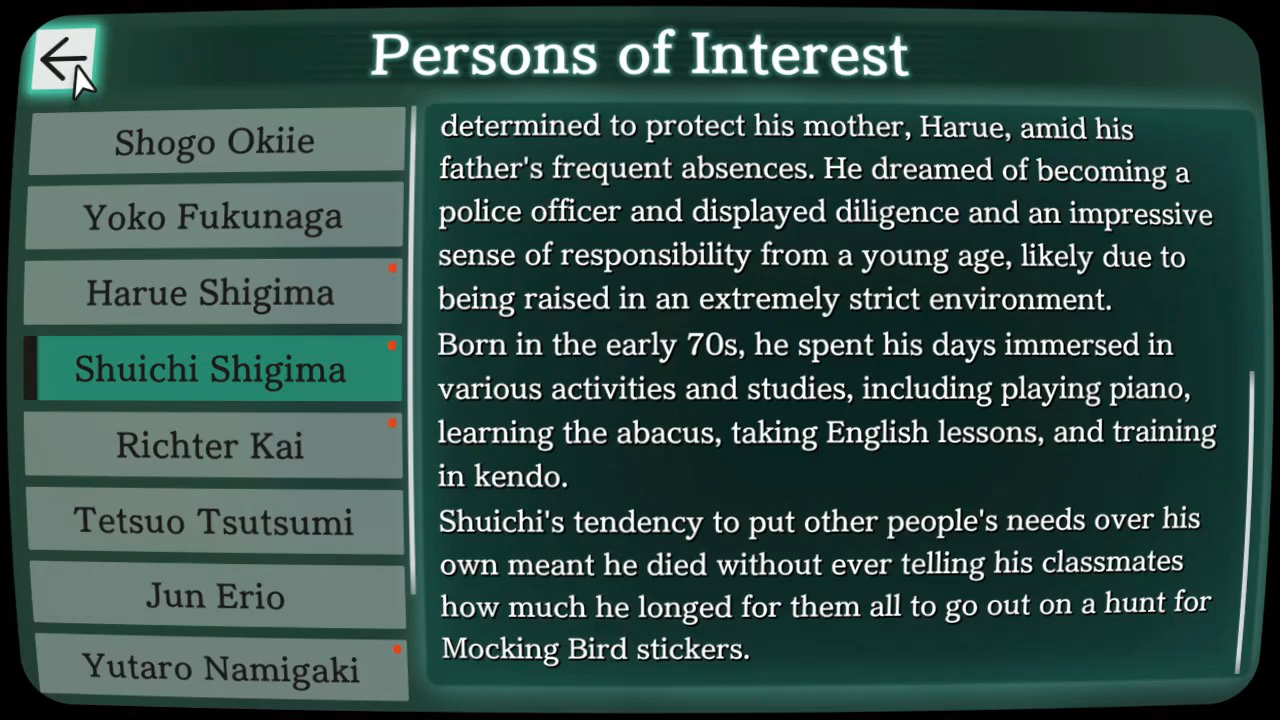 Persons of Interest
Shogo Okiie
Yoko Fukunaga
Harue Shigima
Shuichi Shigima
Richter Kai
Tetsuo Tsutsumi
Jun Erio
Yutaro Namigaki
determined to protect his mother, Harue, amid his
father's frequent absences. He dreamed of becoming a
police officer and displayed diligence and an impressive
sense of responsibility from a young age, likely due to
being raised in an extremely strict environment.
Born in the early 70s, he spent his days immersed in
various activities and studies, including playing piano,
learning the abacus, taking English lessons, and training
in kendo.
Shuichi's tendency to put other people's needs over his
own meant he died without ever telling his classmates
how much he longed for them all to go out on a hunt for
Mocking Bird stickers.